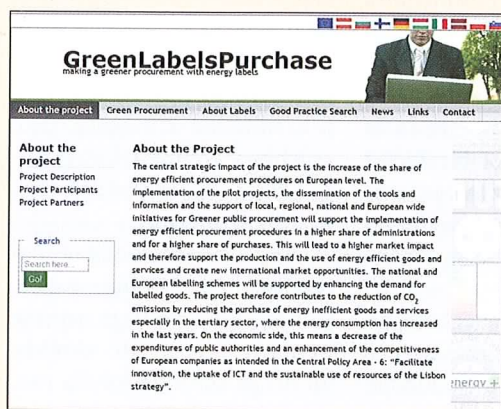 GreenLabelsPurchase
making a greener procurement with energy labels
About the project Green Procurement About Labels Good Practice Search News Links Contact
About the
project
Project Description
Project Participants
Project Partners
Search
Search here...
Go!
About the Project
The central strategic impact of the project is the increase of the share of
energy efficient procurement procedures on European level. The
implementation of the pilot projects, the dissemination of the tools and
information and the support of local, regional, national and European wide
initiatives for Greener public procurement will support the implementation of
energy efficient procurement procedures in a higher share of administrations
and for a higher share of purchases. This will lead to a higher market impact
and therefore support the production and the use of energy efficient goods and
services and create new international market opportunities. The national and
European labelling schemes will be supported by enhancing the demand for
labelled goods. The project therefore contributes to the reduction of CO2
emissions by reducing the purchase of energy inefficient goods and services
especially in the tertiary sector, where the energy consumption has increased
in the last years. On the economic side, this means a decrease of the
expenditures of public authorities and an enhancement of the competitiveness
of European companies as intended in the Central Policy Area - 6: "Facilitate
innovation, the uptake of ICT and the sustainable use of resources of the Lisbon
strategy".
energy +